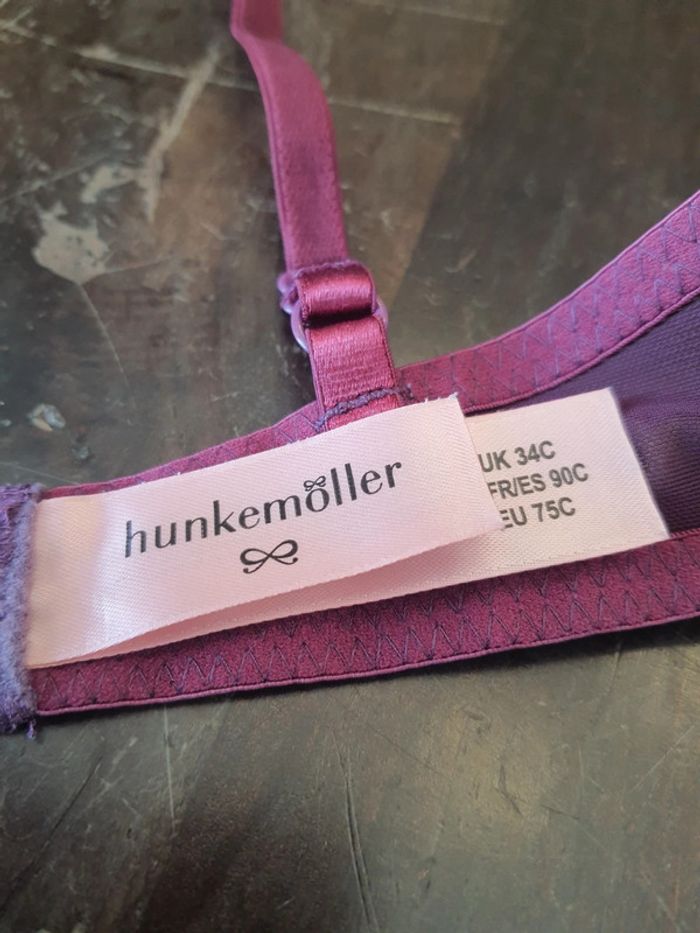 hunkemöller
UK 34C
FR/ES 90C
EU 75C